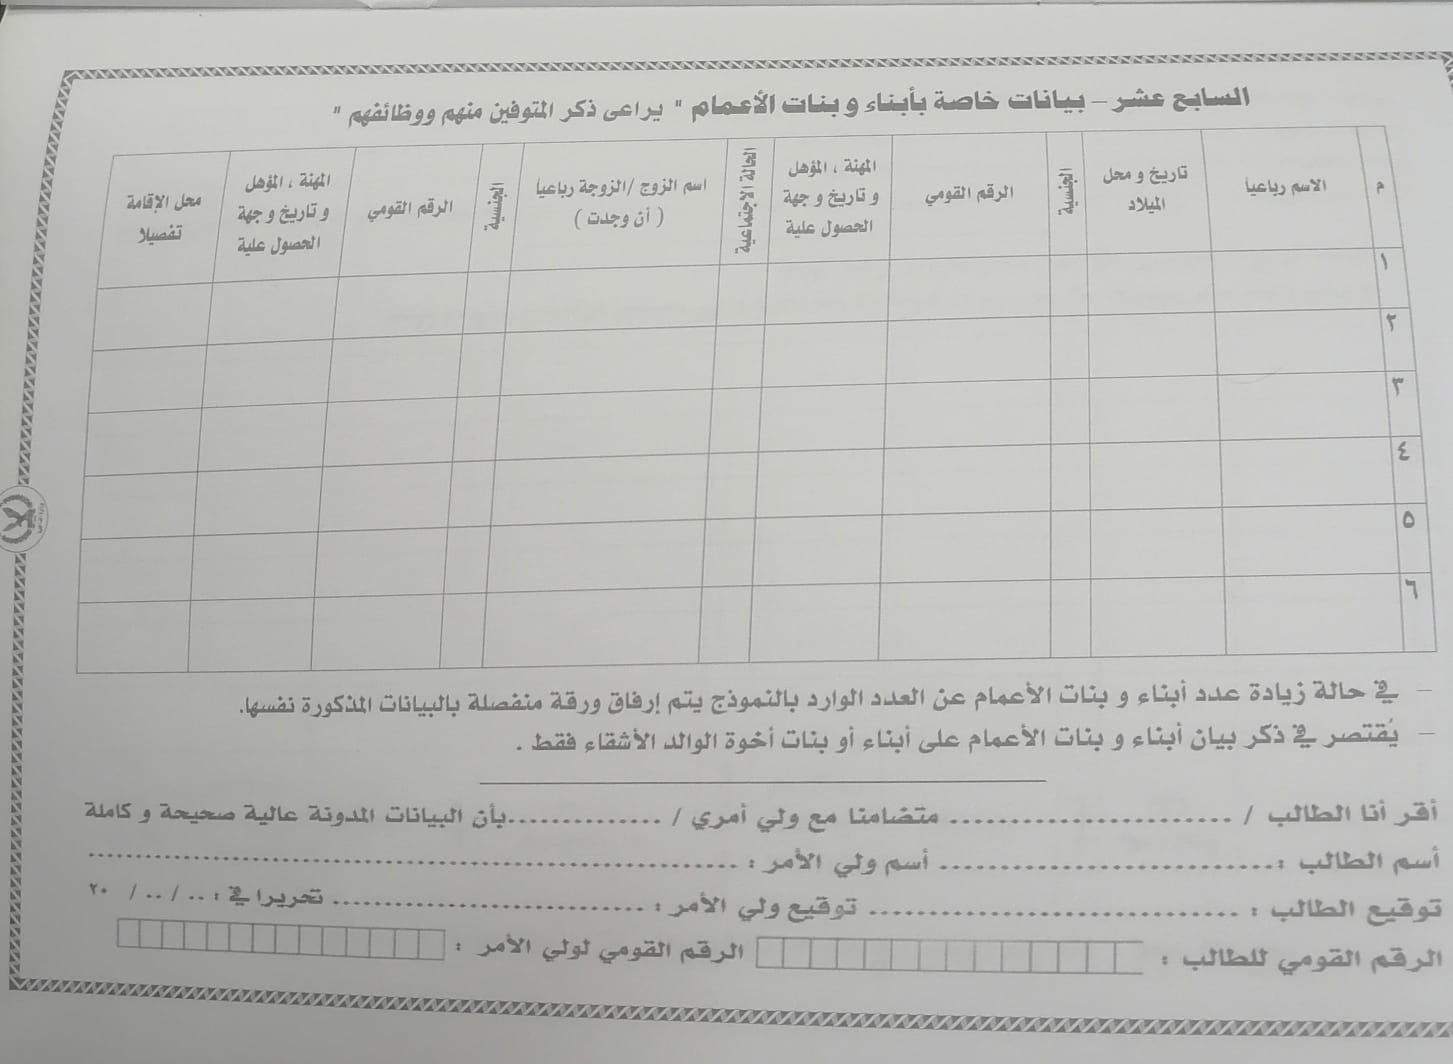 السابع عشر – بيانات خاصة بأبناء و بنات الأعمام " يراعى ذكر المتوفين منهم ووظائفهم "
م
الاسم رباعياً
تاريخ و محل
الميلاد
الجنسية
الرقم القومي
المهنة ، المؤهل
و تاريخ و جهة
الحصول علية
الحالة الاجتماعية
اسم الزوج /الزوجة رباعياً
( أن وجدت )
الجنسية
الرقم القومي
المهنة ، المؤهل
و تاريخ و جهة
الحصول علية
محل الإقامة
تفصيلا
١
٢
٣
٤
٥
٦
– في حالة زيادة عدد أبناء و بنات الأعمام عن العدد الوارد بالنموذج يتم إرفاق ورقة منفصلة بالبيانات المذكورة نفسها.
– يُقتصر في ذكر بيان أبناء و بنات الأعمام على أبناء أو بنات أخوة الوالد الأشقاء فقط .
أقر أنا الطالب / .............................. متضامنا مع ولي أمري / ..............بأن البيانات المدونة عالية صحيحة و كاملة
أسم الطالب : .............................. أسم ولي الأمر : ..............................
توقيع الطالب : .............................. توقيع ولي الأمر : .............................. تحريرا في : .. / .. / ٢٠
الرقم القومي للطالب : الرقم القومي لولي الأمر :